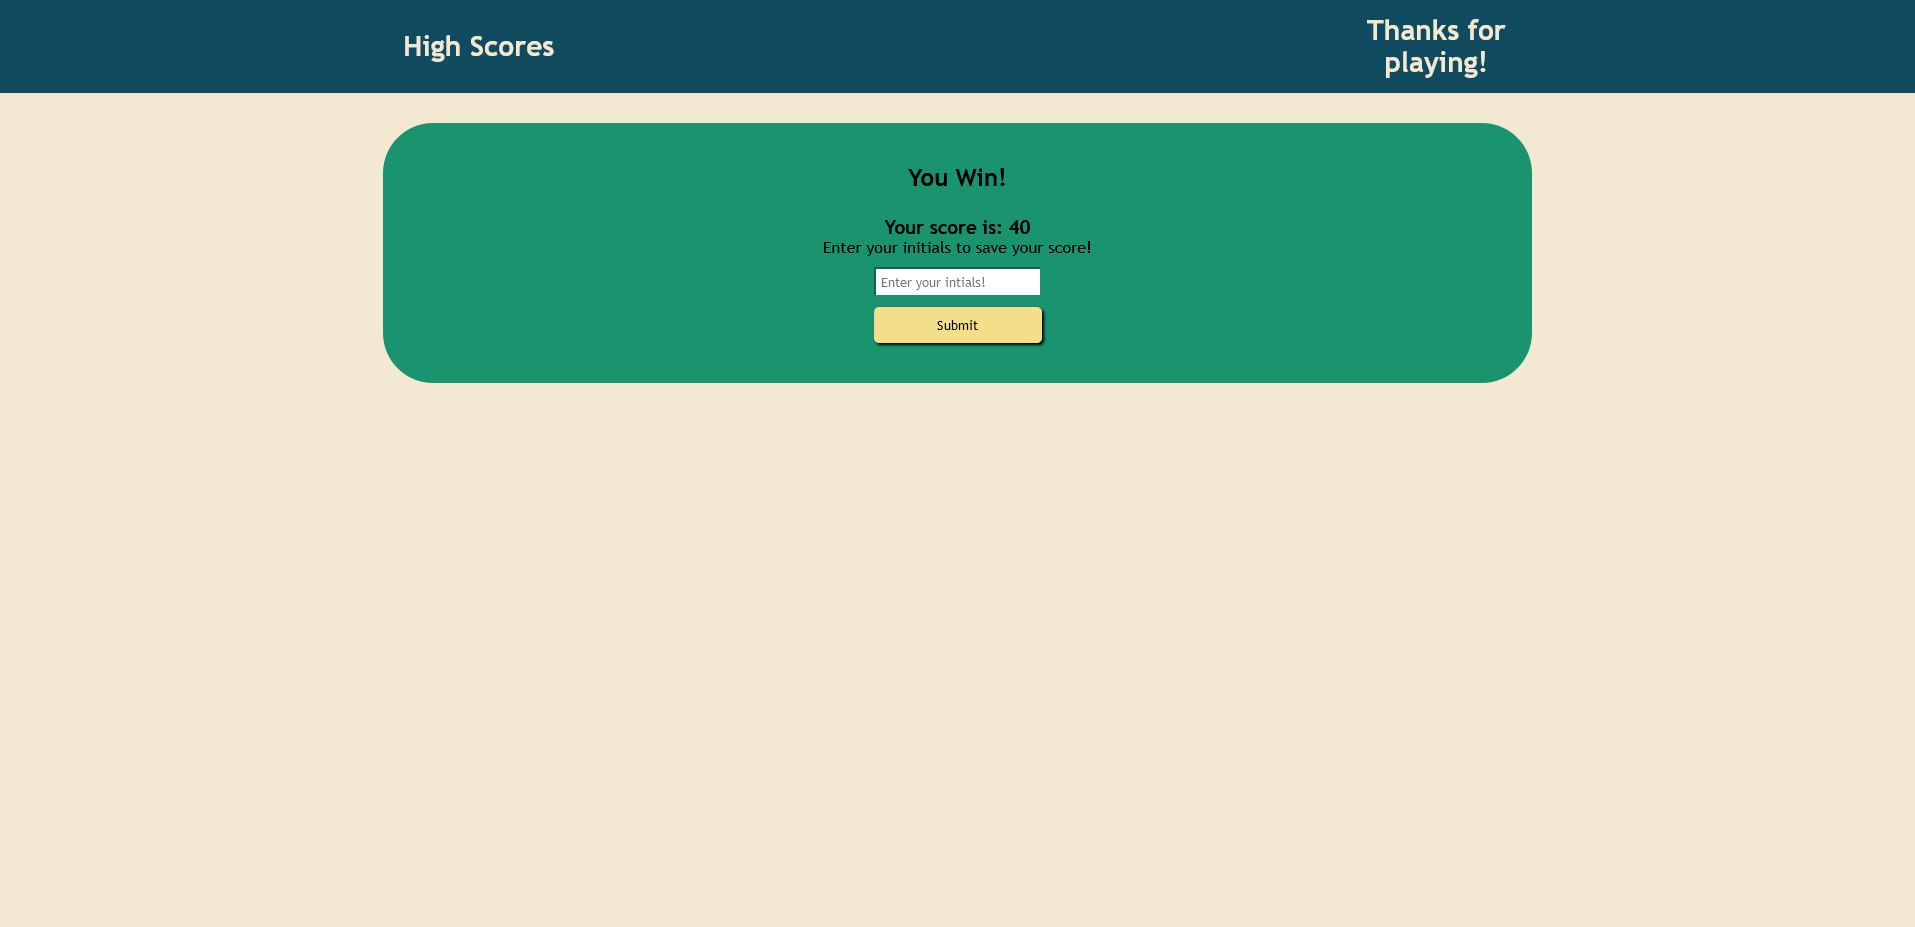 High Scores
Thanks for
playing!
You Win!
Your score is: 40
Enter your initials to save your score!
Enter your intials!
Submit